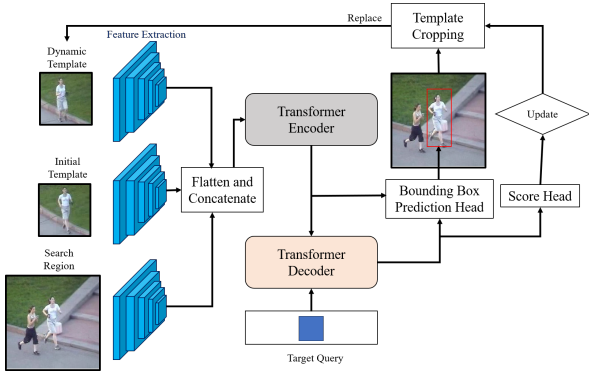 Replace
Template
Cropping
Feature Extraction
Dynamic
Template
Transformer
Encoder
Update
Initial
Template
Flatten and
Concatenate
Bounding Box
Prediction Head
Score Head
Search
Region
Transformer
Decoder
Target Query